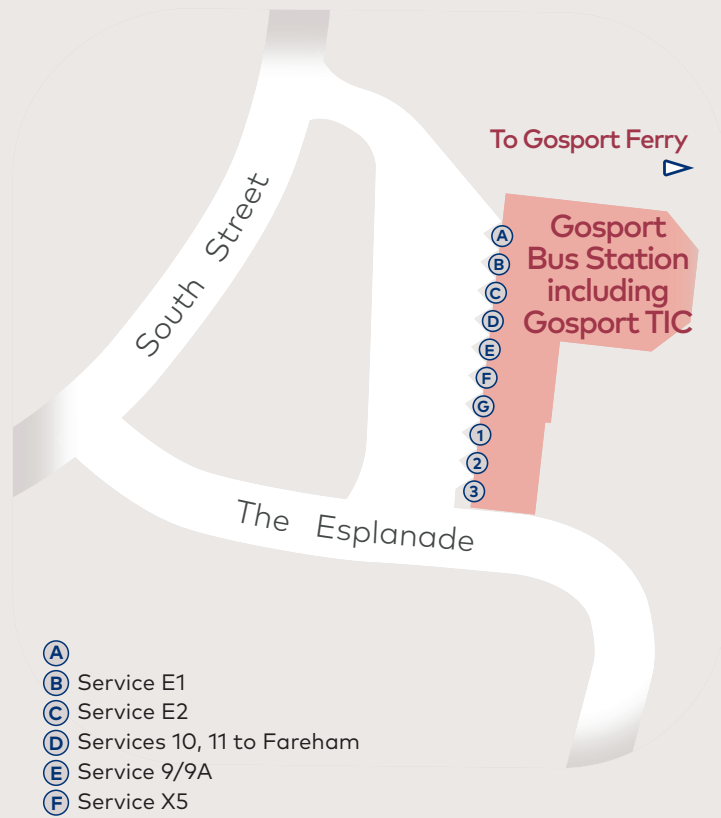 To Gosport Ferry
South Street
A
B
C
D
E
F
G
1
2
3
Gosport
Bus Station
including
Gosport TIC
The Esplanade
A
B Service E1
C Service E2
D Services 10, 11 to Fareham
E Service 9/9A
F Service X5